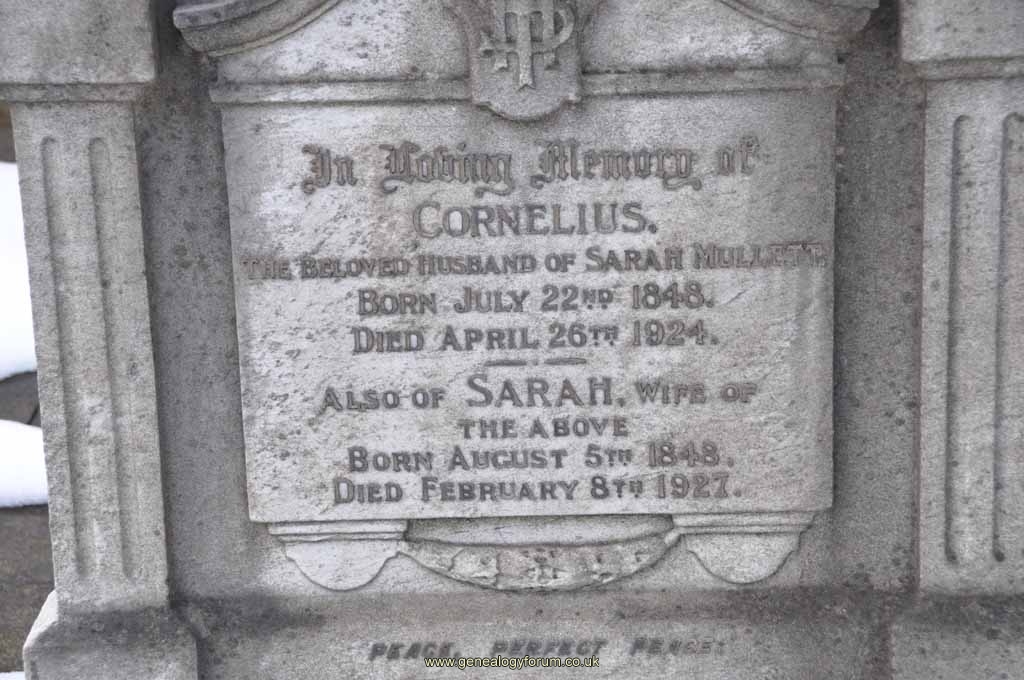 IHS
In Loving Memory of
CORNELIUS.
THE BELOVED HUSBAND OF SARAH MULLETT.
BORN JULY 22ND 1848.
DIED APRIL 26TH 1924.
ALSO OF SARAH, WIFE OF
THE ABOVE
BORN AUGUST 5TH 1848.
DIED FEBRUARY 8TH 1927.
PEACE, PERFECT PEACE.
www.genealogyforum.co.uk